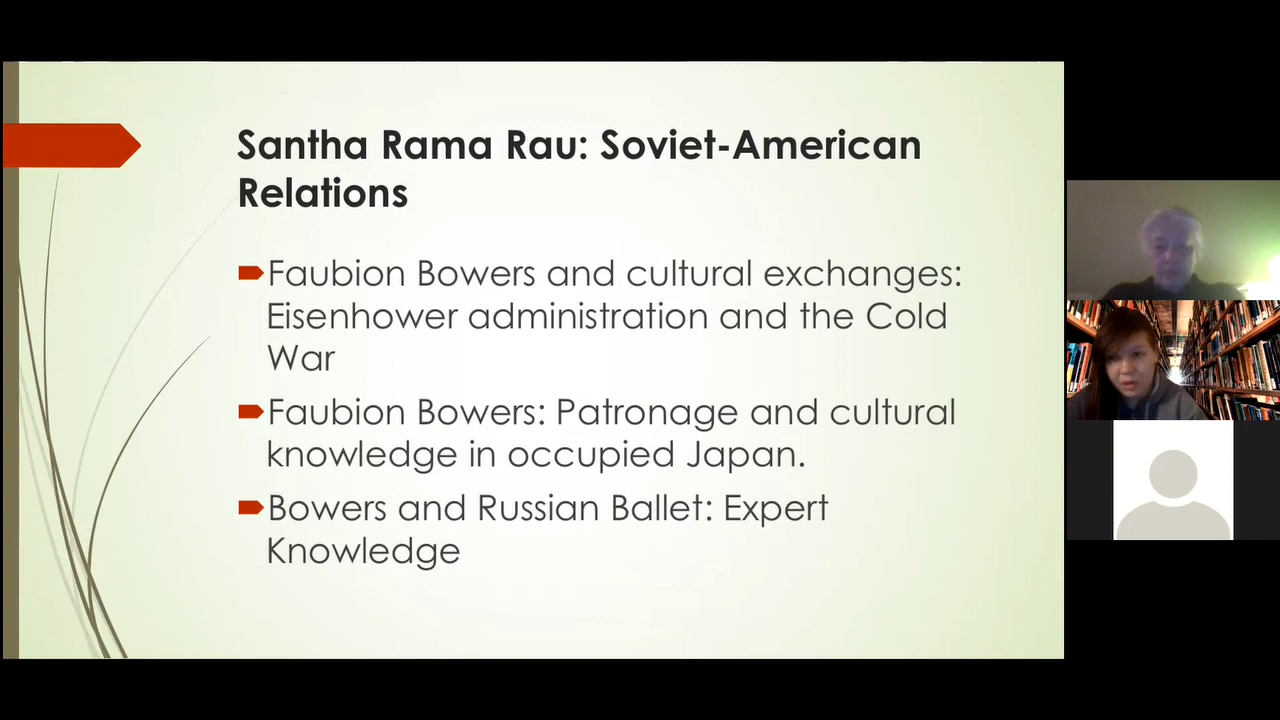 Santha Rama Rau: Soviet-American
Relations
Faubion Bowers and cultural exchanges:
Eisenhower administration and the Cold
War
Faubion Bowers: Patronage and cultural
knowledge in occupied Japan.
Bowers and Russian Ballet: Expert
Knowledge